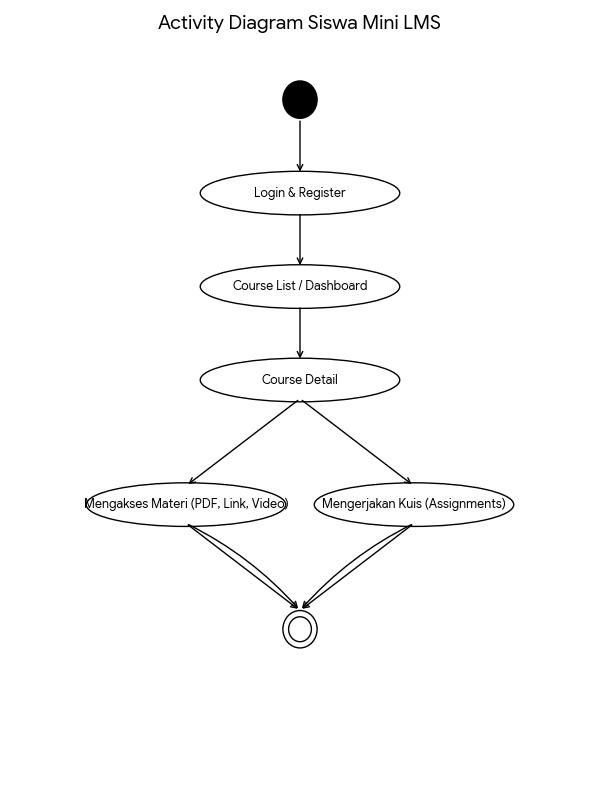 Activity Diagram Siswa Mini LMS
Login & Register
Course List / Dashboard
Course Detail
Mengakses Materi (PDF, Link, Video)
Mengerjakan Kuis (Assignments)